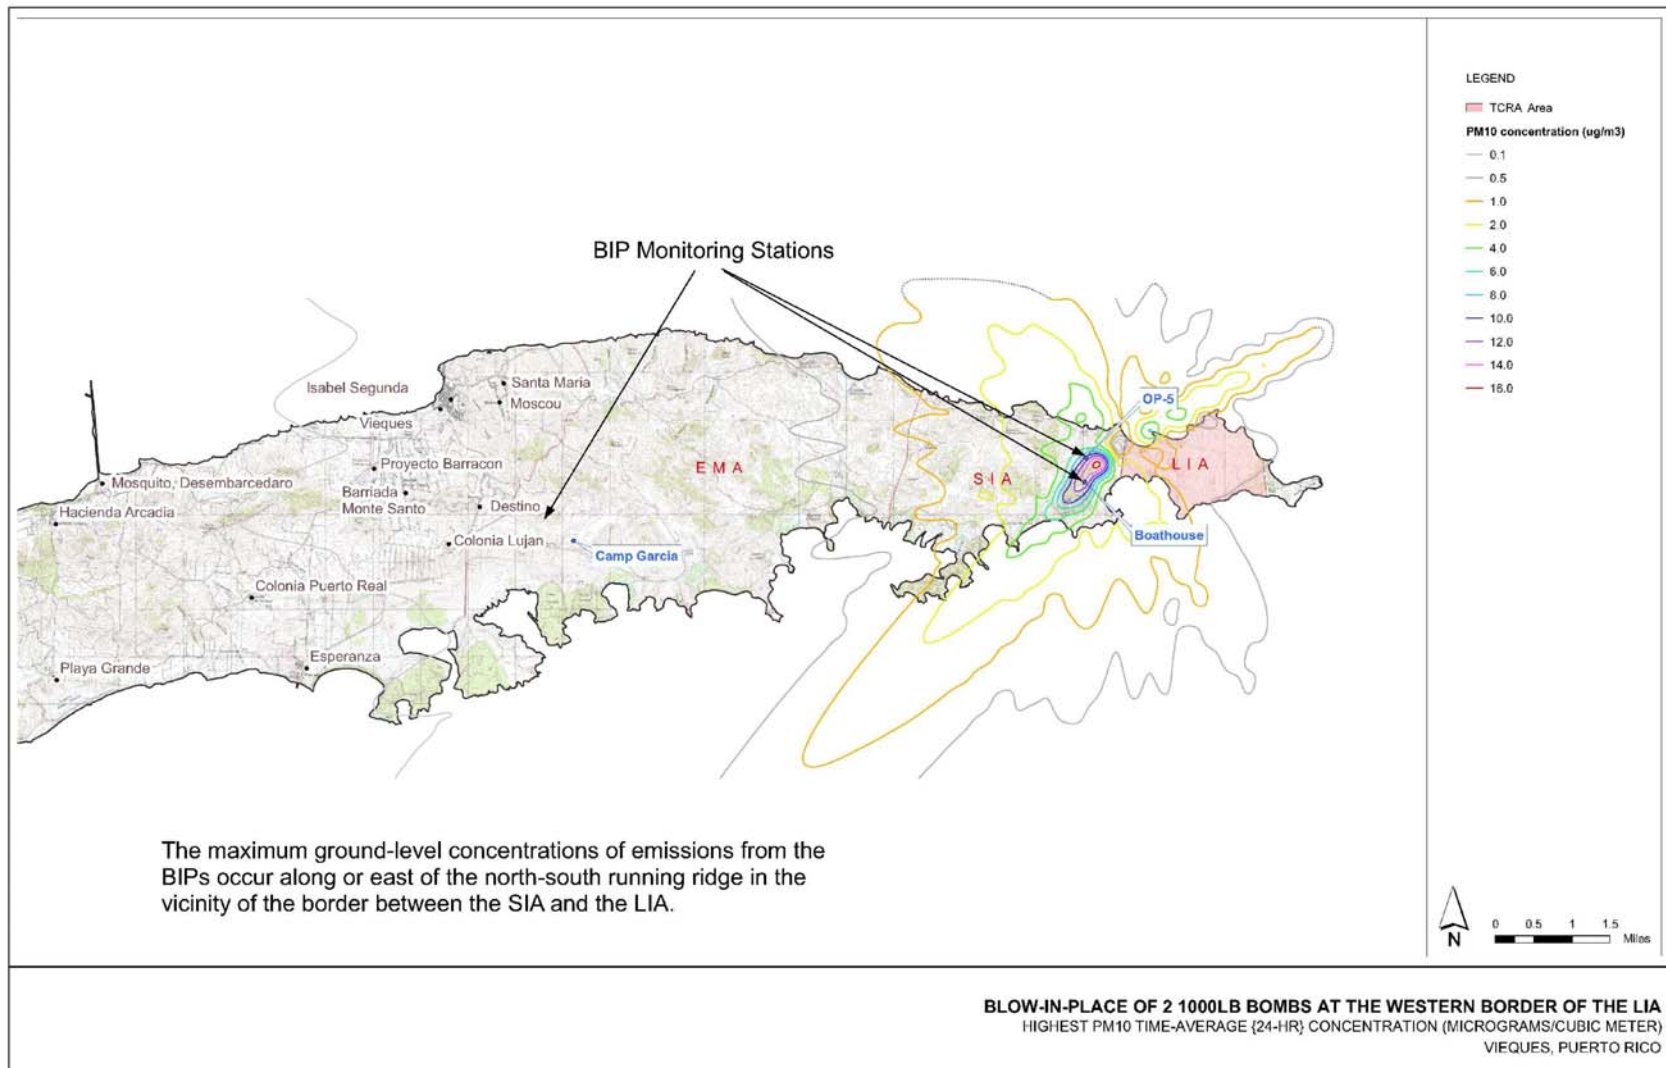 LEGEND
TCRA Area
PM10 concentration (ug/m3)
0.1
0.5
1.0
2.0
4.0
6.0
8.0
10.0
12.0
14.0
16.0
BIP Monitoring Stations
Isabel Segunda
Santa Maria
Moscou
Vieques
OP-5
Proyecto Barracon
EMA
SIA
LIA
Mosquito, Desembarcedaro
Barriada
Monte Santo
Destino
Hacienda Arcadia
Colonia Lujan
Camp Garcia
Boathouse
Colonia Puerto Real
Esperanza
Playa Grande
The maximum ground-level concentrations of emissions from the
BIPs occur along or east of the north-south running ridge in the
vicinity of the border between the SIA and the LIA.
N
0 0.5 1 1.5
Miles
BLOW-IN-PLACE OF 2 1000LB BOMBS AT THE WESTERN BORDER OF THE LIA
HIGHEST PM10 TIME-AVERAGE {24-HR} CONCENTRATION (MICROGRAMS/CUBIC METER)
VIEQUES, PUERTO RICO